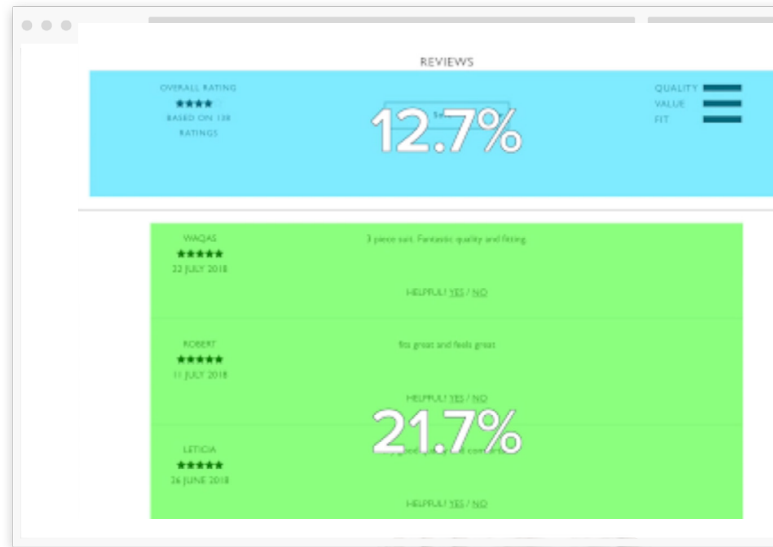 REVIEWS
OVERALL RATING
★★★★
BASED ON 138
RATINGS
QUALITY
VALUE
FIT
12.7%
WAQAS
★★★★★
22 JULY 2018
3 piece suit. Fantastic quality and fitting
HELPFUL? YES / NO
ROBERT
★★★★★
11 JULY 2018
fits great and feels great
HELPFUL? YES / NO
21.7%
LETICIA
★★★★★
26 JUNE 2018
HELPFUL? YES / NO